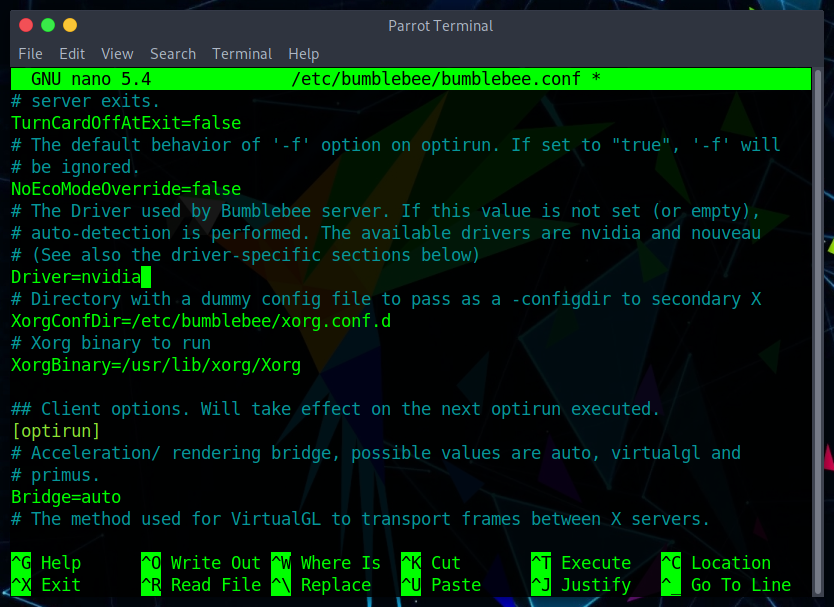 Parrot Terminal
File Edit View Search Terminal Help
GNU nano 5.4 /etc/bumblebee/bumblebee.conf *
# server exits.
TurnCardOffAtExit=false
# The default behavior of '-f' option on optirun. If set to "true", '-f' will
# be ignored.
NoEcoModeOverride=false
# The Driver used by Bumblebee server. If this value is not set (or empty),
# auto-detection is performed. The available drivers are nvidia and nouveau
# (See also the driver-specific sections below)
Driver=nvidia
# Directory with a dummy config file to pass as a -configdir to secondary X
XorgConfDir=/etc/bumblebee/xorg.conf.d
# Xorg binary to run
XorgBinary=/usr/lib/xorg/Xorg
## Client options. Will take effect on the next optirun executed.
[optirun]
# Acceleration/ rendering bridge, possible values are auto, virtualgl and
# primus.
Bridge=auto
# The method used for VirtualGL to transport frames between X servers.
^G Help ^O Write Out ^W Where Is ^K Cut ^T Execute ^C Location
^X Exit ^R Read File ^\ Replace ^U Paste ^J Justify ^_ Go To Line